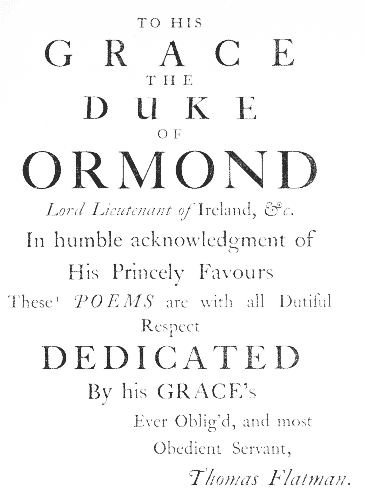 TO HIS
GRACE
THE
DUKE
OF
ORMOND
Lord Lieutenant of Ireland, &c.
In humble acknowledgment of
His Princely Favours
These POEMS are with all Dutiful
Respect
DEDICATED
By his GRACE's
Ever Oblig'd, and most
Obedient Servant,
Thomas Flatman.